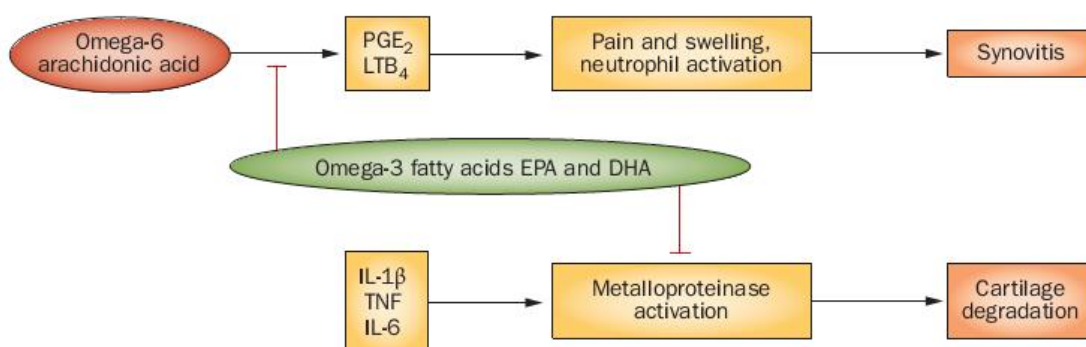 Omega-6
arachidonic acid
PGE₂
LTB₄
Pain and swelling,
neutrophil activation
Synovitis
Omega-3 fatty acids EPA and DHA
IL-1β
TNF
IL-6
Metalloproteinase
activation
Cartilage
degradation